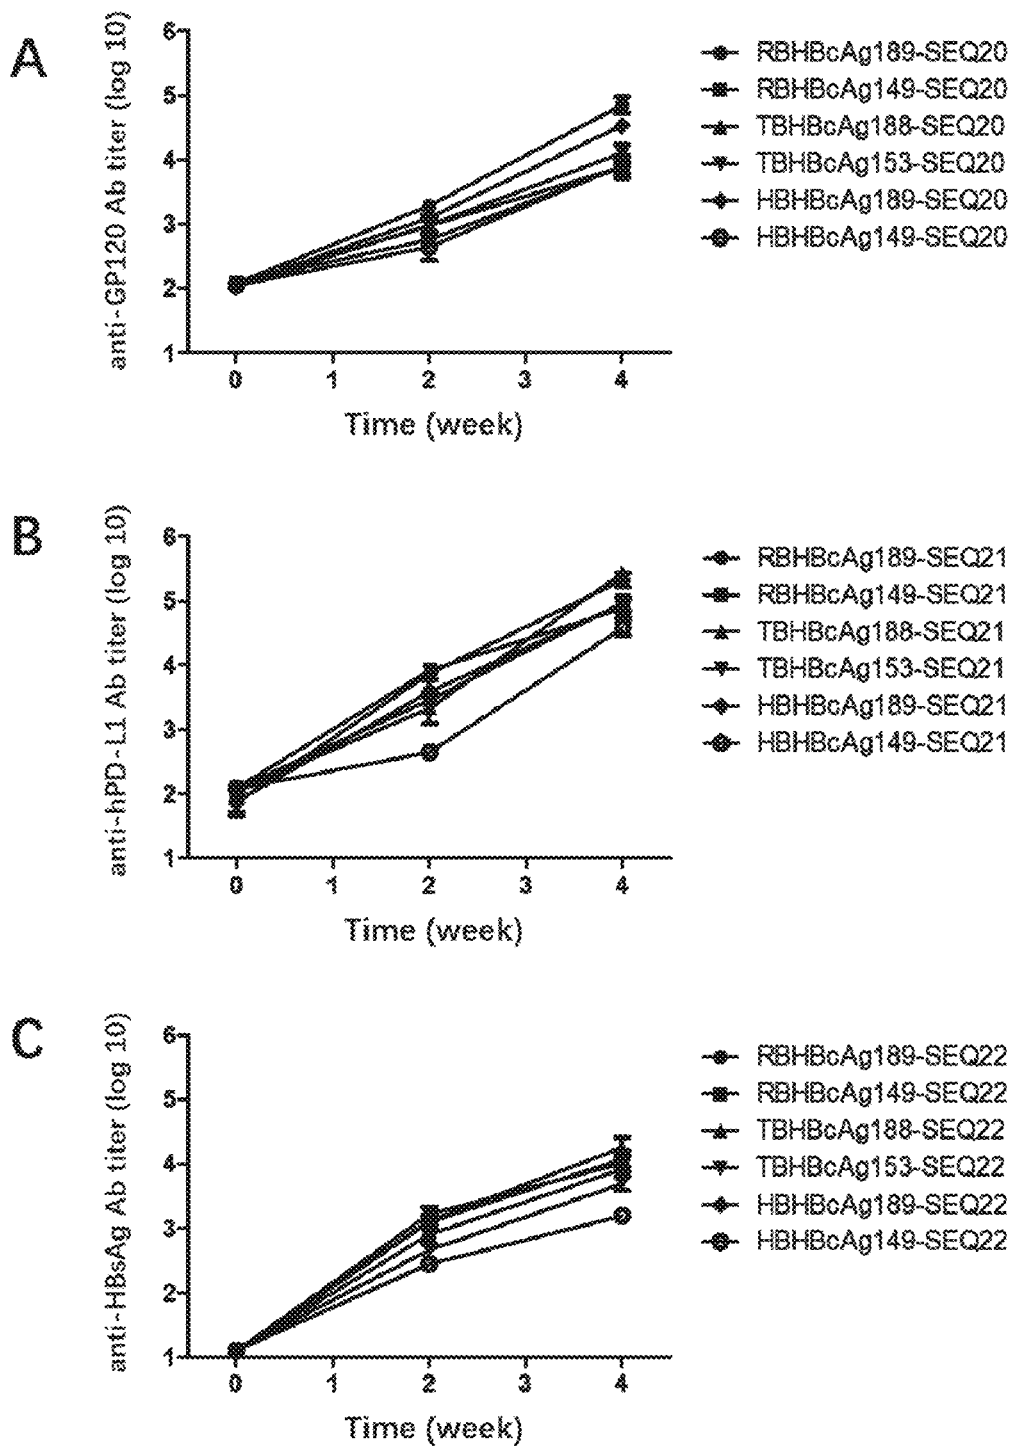 A
anti-GP120 Ab titer (log 10)
6
5
4
3
2
1
0 1 2 3 4
Time (week)
RBHBcAg189-SEQ20
RBHBcAg149-SEQ20
TBHBcAg188-SEQ20
TBHBcAg153-SEQ20
HBHBcAg189-SEQ20
HBHBcAg149-SEQ20
B
anti-hPD-L1 Ab titer (log 10)
6
5
4
3
2
1
0 1 2 3 4
Time (week)
RBHBcAg189-SEQ21
RBHBcAg149-SEQ21
TBHBcAg188-SEQ21
TBHBcAg153-SEQ21
HBHBcAg189-SEQ21
HBHBcAg149-SEQ21
C
anti-HBsAg Ab titer (log 10)
6
5
4
3
2
1
0 1 2 3 4
Time (week)
RBHBcAg189-SEQ22
RBHBcAg149-SEQ22
TBHBcAg188-SEQ22
TBHBcAg153-SEQ22
HBHBcAg189-SEQ22
HBHBcAg149-SEQ22